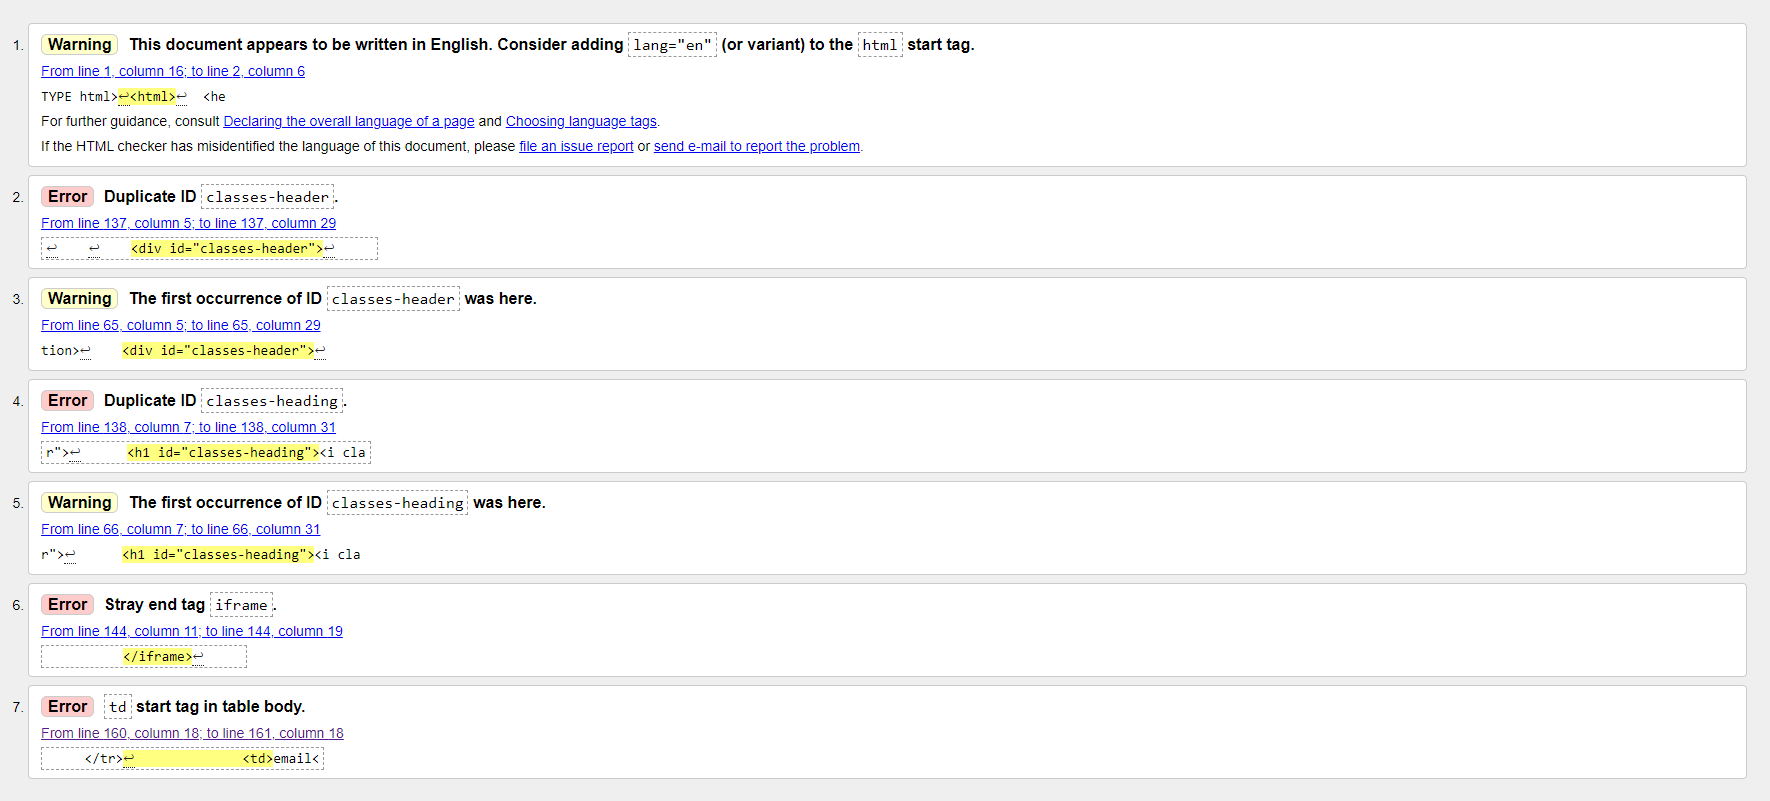 1. Warning This document appears to be written in English. Consider adding lang="en" (or variant) to the html start tag.
From line 1, column 16; to line 2, column 6
TYPE html>↩<html>↩ <he
For further guidance, consult Declaring the overall language of a page and Choosing language tags.
If the HTML checker has misidentified the language of this document, please file an issue report or send e-mail to report the problem.
2. Error Duplicate ID classes-header.
From line 137, column 5; to line 137, column 29
↩ ↩ <div id="classes-header">↩
3. Warning The first occurrence of ID classes-header was here.
From line 65, column 5; to line 65, column 29
tion>↩ <div id="classes-header">↩
4. Error Duplicate ID classes-heading.
From line 138, column 7; to line 138, column 31
r">↩ <h1 id="classes-heading"><i cla
5. Warning The first occurrence of ID classes-heading was here.
From line 66, column 7; to line 66, column 31
r">↩ <h1 id="classes-heading"><i cla
6. Error Stray end tag iframe.
From line 144, column 11; to line 144, column 19
</iframe>↩
7. Error td start tag in table body.
From line 160, column 18; to line 161, column 18
</tr>↩ <td>email<